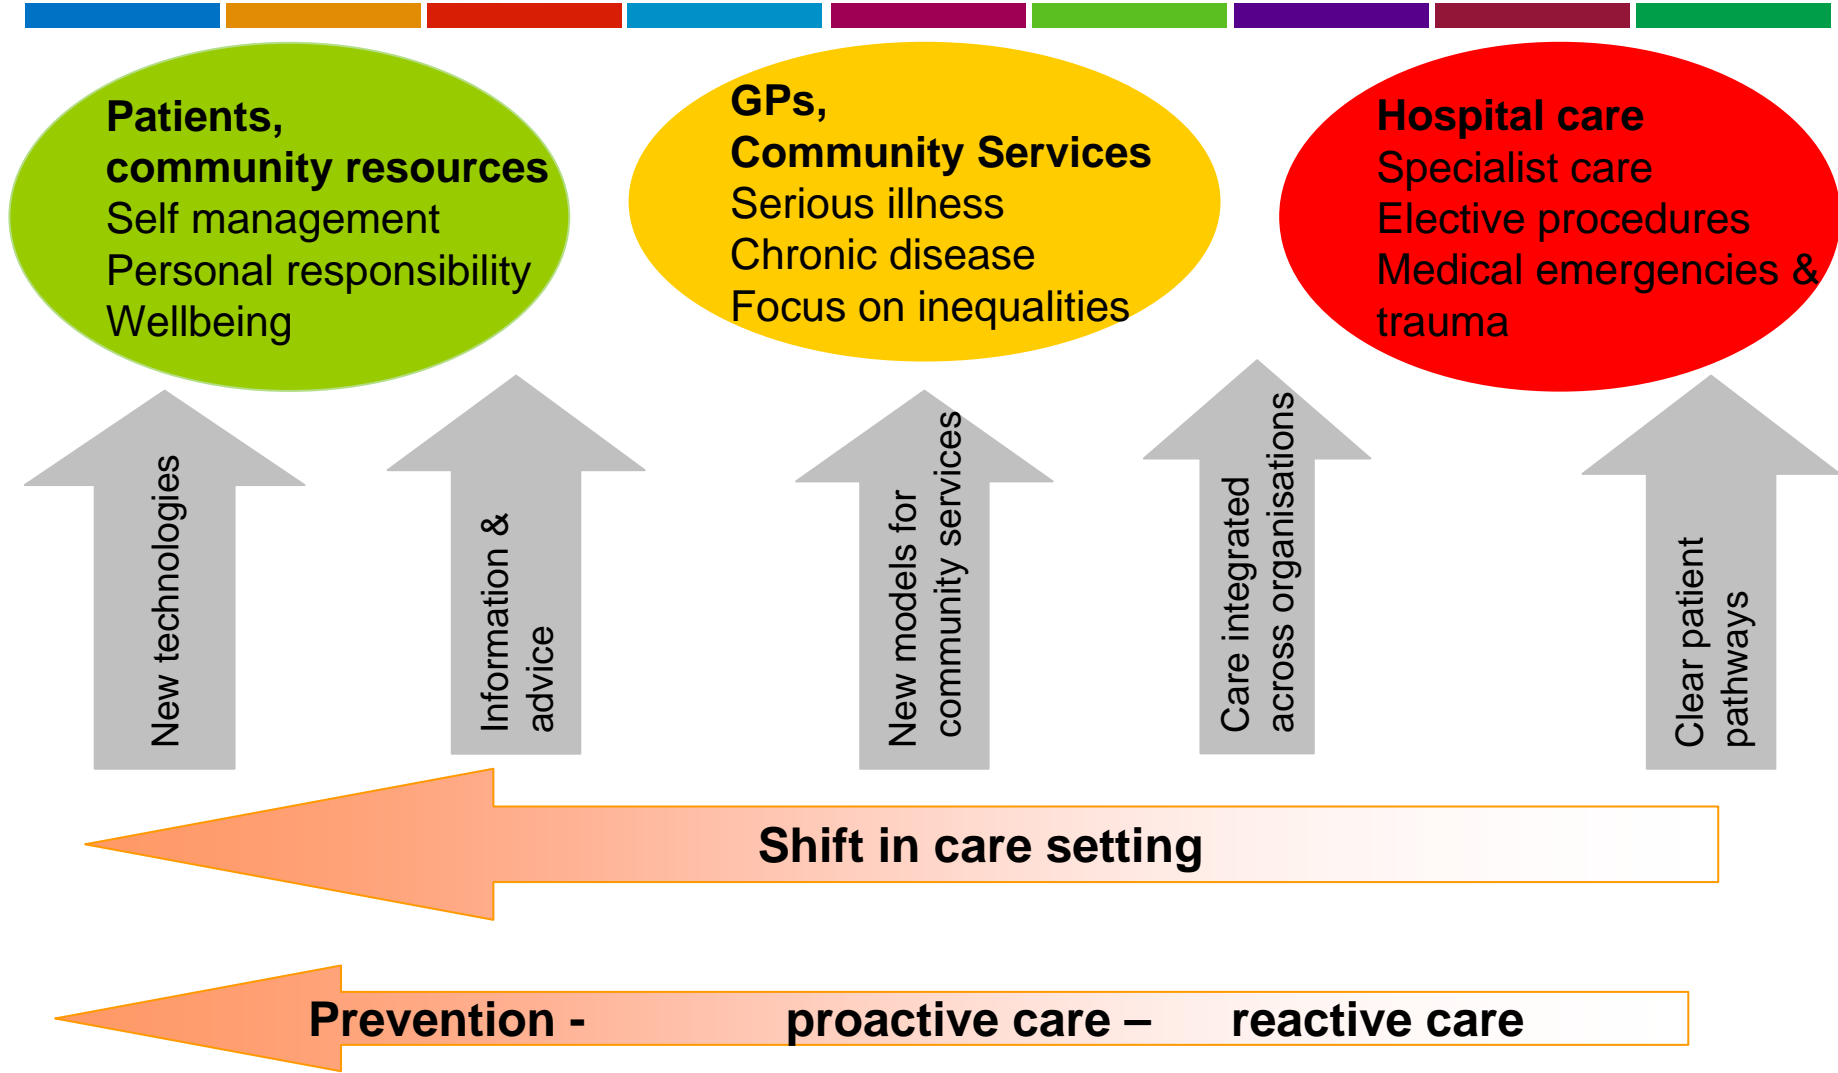 Patients,
community resources
Self management
Personal responsibility
Wellbeing
GPs,
Community Services
Serious illness
Chronic disease
Focus on inequalities
Hospital care
Specialist care
Elective procedures
Medical emergencies &
trauma
New technologies
Information &
advice
New models for
community services
Care integrated
across organisations
Clear patient
pathways
Shift in care setting
Prevention - proactive care – reactive care